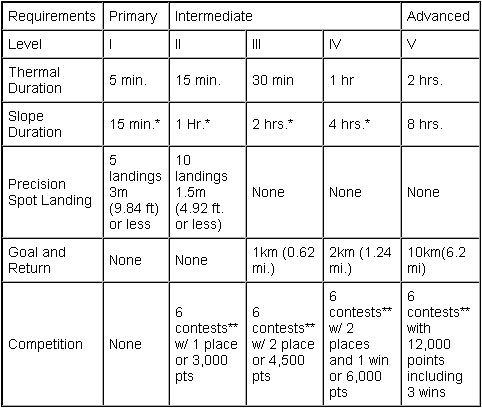 Requirements Primary Intermediate Advanced
Level I II III IV V
Thermal
Duration
5 min. 15 min. 30 min 1 hr 2 hrs.
Slope
Duration
15 min.* 1 Hr.* 2 hrs.* 4 hrs.* 8 hrs.
Precision
Spot Landing
5
landings
3m
(9.84 ft)
or less
10
landings
1.5m
(4.92 ft.
or less)
None None None
Goal and
Return
None None
1km (0.62
mi.)
2km (1.24
mi.)
10km(6.2
mi)
Competition
None
6
contests**
w/ 1 place
or 3,000
pts
6
contests**
w/ 2 place
or 4,500
pts
6
contests**
w/ 2
places
and 1 win
or 6,000
pts
6
contests**
with
12,000
points
including
3 wins